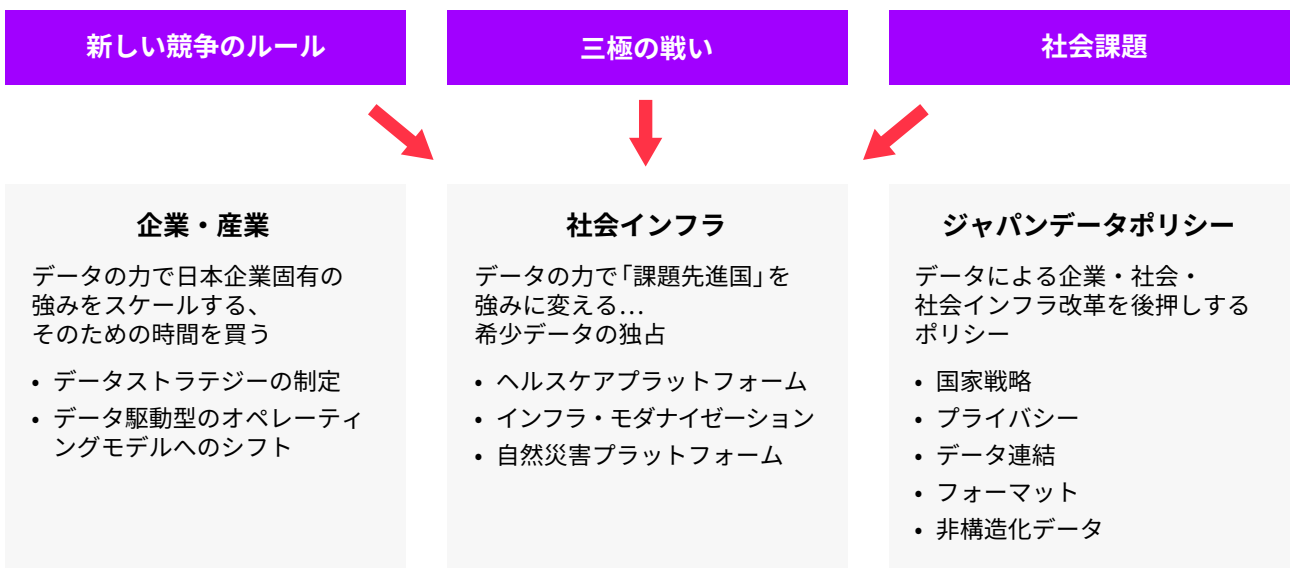 新しい競争のルール
三極の戦い
社会課題
企業・産業
データの力で日本企業固有の
強みをスケールする、
そのための時間を買う
• データストラテジーの制定
• データ駆動型のオペレーティ
ングモデルへのシフト
社会インフラ
データの力で「課題先進国」を
強みに変える…
希少データの独占
• ヘルスケアプラットフォーム
• インフラ・モダナイゼーション
• 自然災害プラットフォーム
ジャパンデータポリシー
データによる企業・社会・
社会インフラ改革を後押しする
ポリシー
• 国家戦略
• プライバシー
• データ連結
• フォーマット
• 非構造化データ